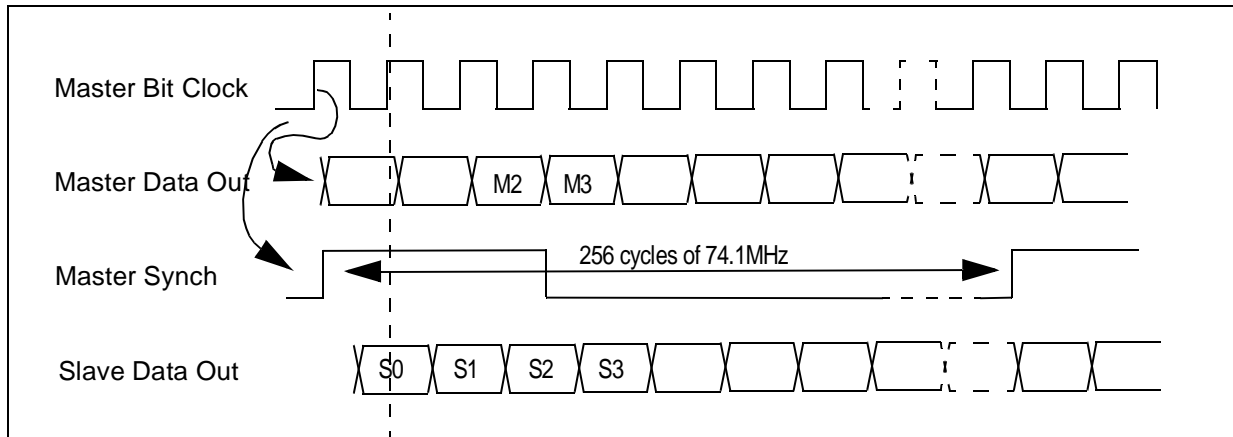 Master Bit Clock
Master Data Out
M2 M3
Master Synch
256 cycles of 74.1MHz
Slave Data Out
S0 S1 S2 S3